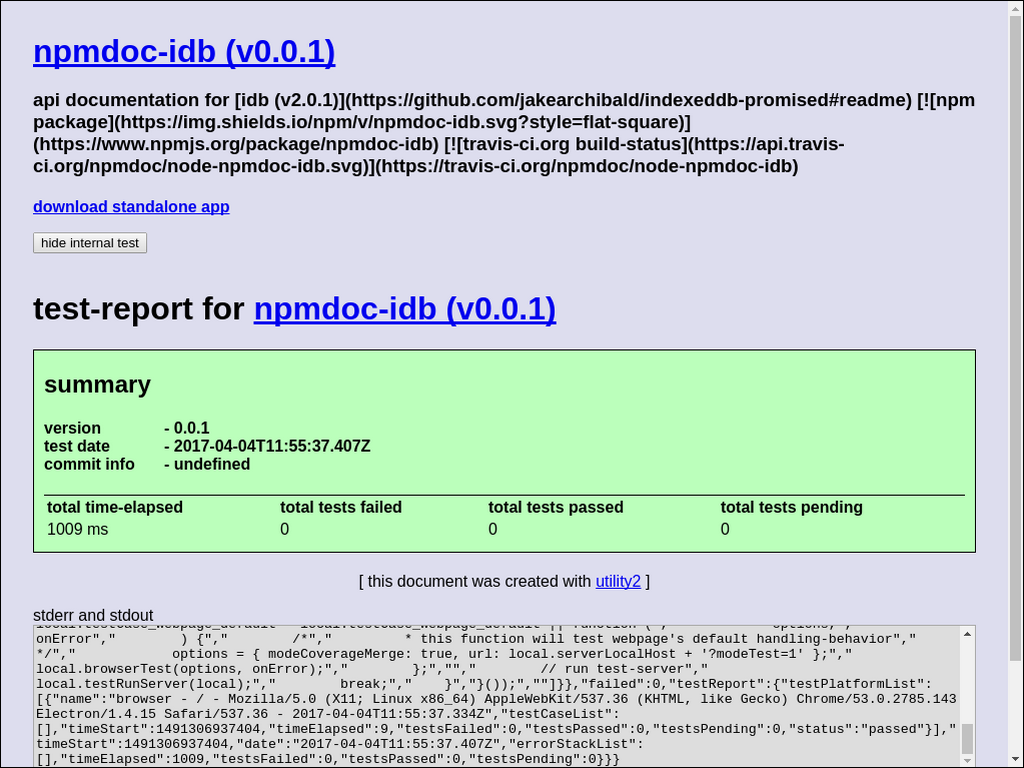 npmdoc-idb (v0.0.1)
api documentation for [idb (v2.0.1)](https://github.com/jakearchibald/indexeddb-promised#readme) [![npm
package](https://img.shields.io/npm/v/npmdoc-idb.svg?style=flat-square)]
(https://www.npmjs.org/package/npmdoc-idb) [![travis-ci.org build-status](https://api.travis-
ci.org/npmdoc/node-npmdoc-idb.svg)](https://travis-ci.org/npmdoc/node-npmdoc-idb)
download standalone app
hide internal test
test-report for npmdoc-idb (v0.0.1)
summary
version - 0.0.1
test date - 2017-04-04T11:55:37.407Z
commit info - undefined
total time-elapsed total tests failed total tests passed total tests pending
1009 ms 0 0 0
[ this document was created with utility2 ]
stderr and stdout
onError","        ) {","        /*","         * this function will test webpage's default handling-behavior","
*/","            options = { modeCoverageMerge: true, url: local.serverLocalHost + '?modeTest=1' };","
local.browserTest(options, onError);","        };","","        // run test-server","
local.testRunServer(local);","        break;","    }","}());",""]}},"failed":0,"testReport":{"testPlatformList":
[{"name":"browser - / - Mozilla/5.0 (X11; Linux x86_64) AppleWebKit/537.36 (KHTML, like Gecko) Chrome/53.0.2785.143
Electron/1.4.15 Safari/537.36 - 2017-04-04T11:55:37.334Z","testCaseList":
[],"timeStart":1491306937404,"timeElapsed":9,"testsFailed":0,"testsPassed":0,"testsPending":0,"status":"passed"}],"
timeStart":1491306937404,"date":"2017-04-04T11:55:37.407Z","errorStackList":
[],"timeElapsed":1009,"testsFailed":0,"testsPassed":0,"testsPending":0}}}